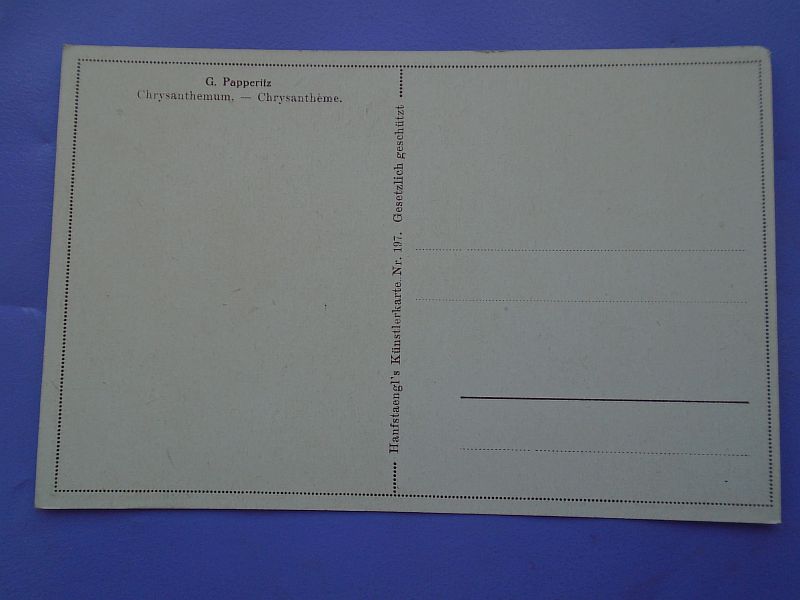 G. Papperitz
Chrysanthemum. — Chrysanthème.
Hanfstaengl's Künstlerkarte. Nr. 197. Gesetzlich geschützt